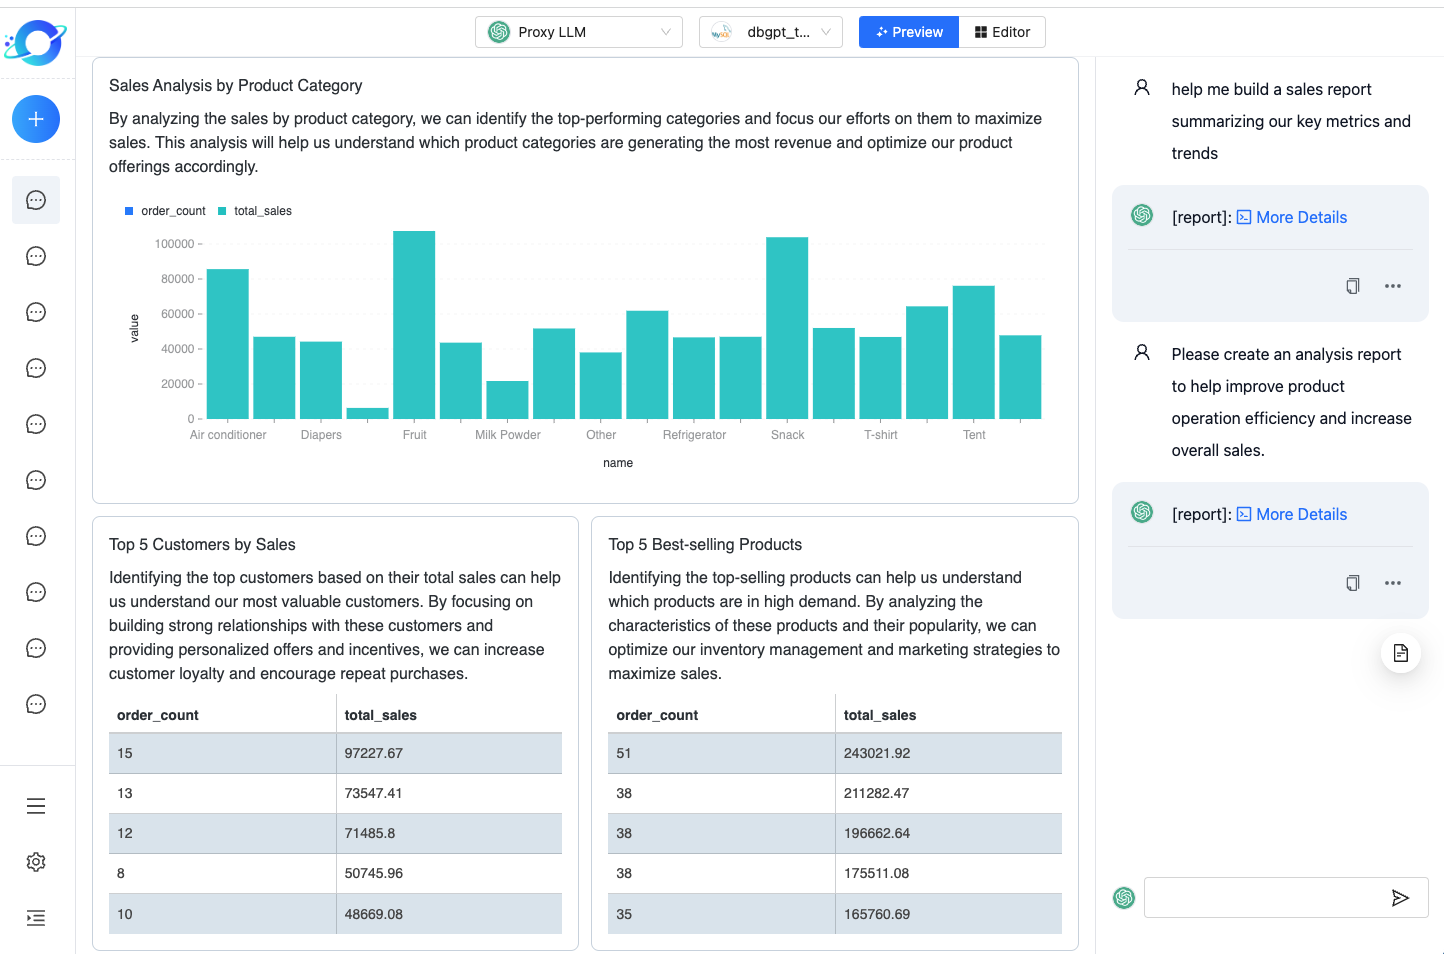 Proxy LLM
MySQL
dbgpt_t...
Preview
Editor
Sales Analysis by Product Category
By analyzing the sales by product category, we can identify the top-performing categories and focus our efforts on them to maximize
sales. This analysis will help us understand which product categories are generating the most revenue and optimize our product
offerings accordingly.
order_count
total_sales
100000
80000
60000
40000
20000
0
value
Air conditioner
Diapers
Fruit
Milk Powder
Other
Refrigerator
Snack
T-shirt
Tent
name
Top 5 Customers by Sales
Identifying the top customers based on their total sales can help
us understand our most valuable customers. By focusing on
building strong relationships with these customers and
providing personalized offers and incentives, we can increase
customer loyalty and encourage repeat purchases.
order_count total_sales
15 97227.67
13 73547.41
12 71485.8
8 50745.96
10 48669.08
Top 5 Best-selling Products
Identifying the top-selling products can help us understand
which products are in high demand. By analyzing the
characteristics of these products and their popularity, we can
optimize our inventory management and marketing strategies to
maximize sales.
order_count total_sales
51 243021.92
38 211282.47
38 196662.64
38 175511.08
35 165760.69
help me build a sales report
summarizing our key metrics and
trends
[report]: More Details
Please create an analysis report
to help improve product
operation efficiency and increase
overall sales.
[report]: More Details